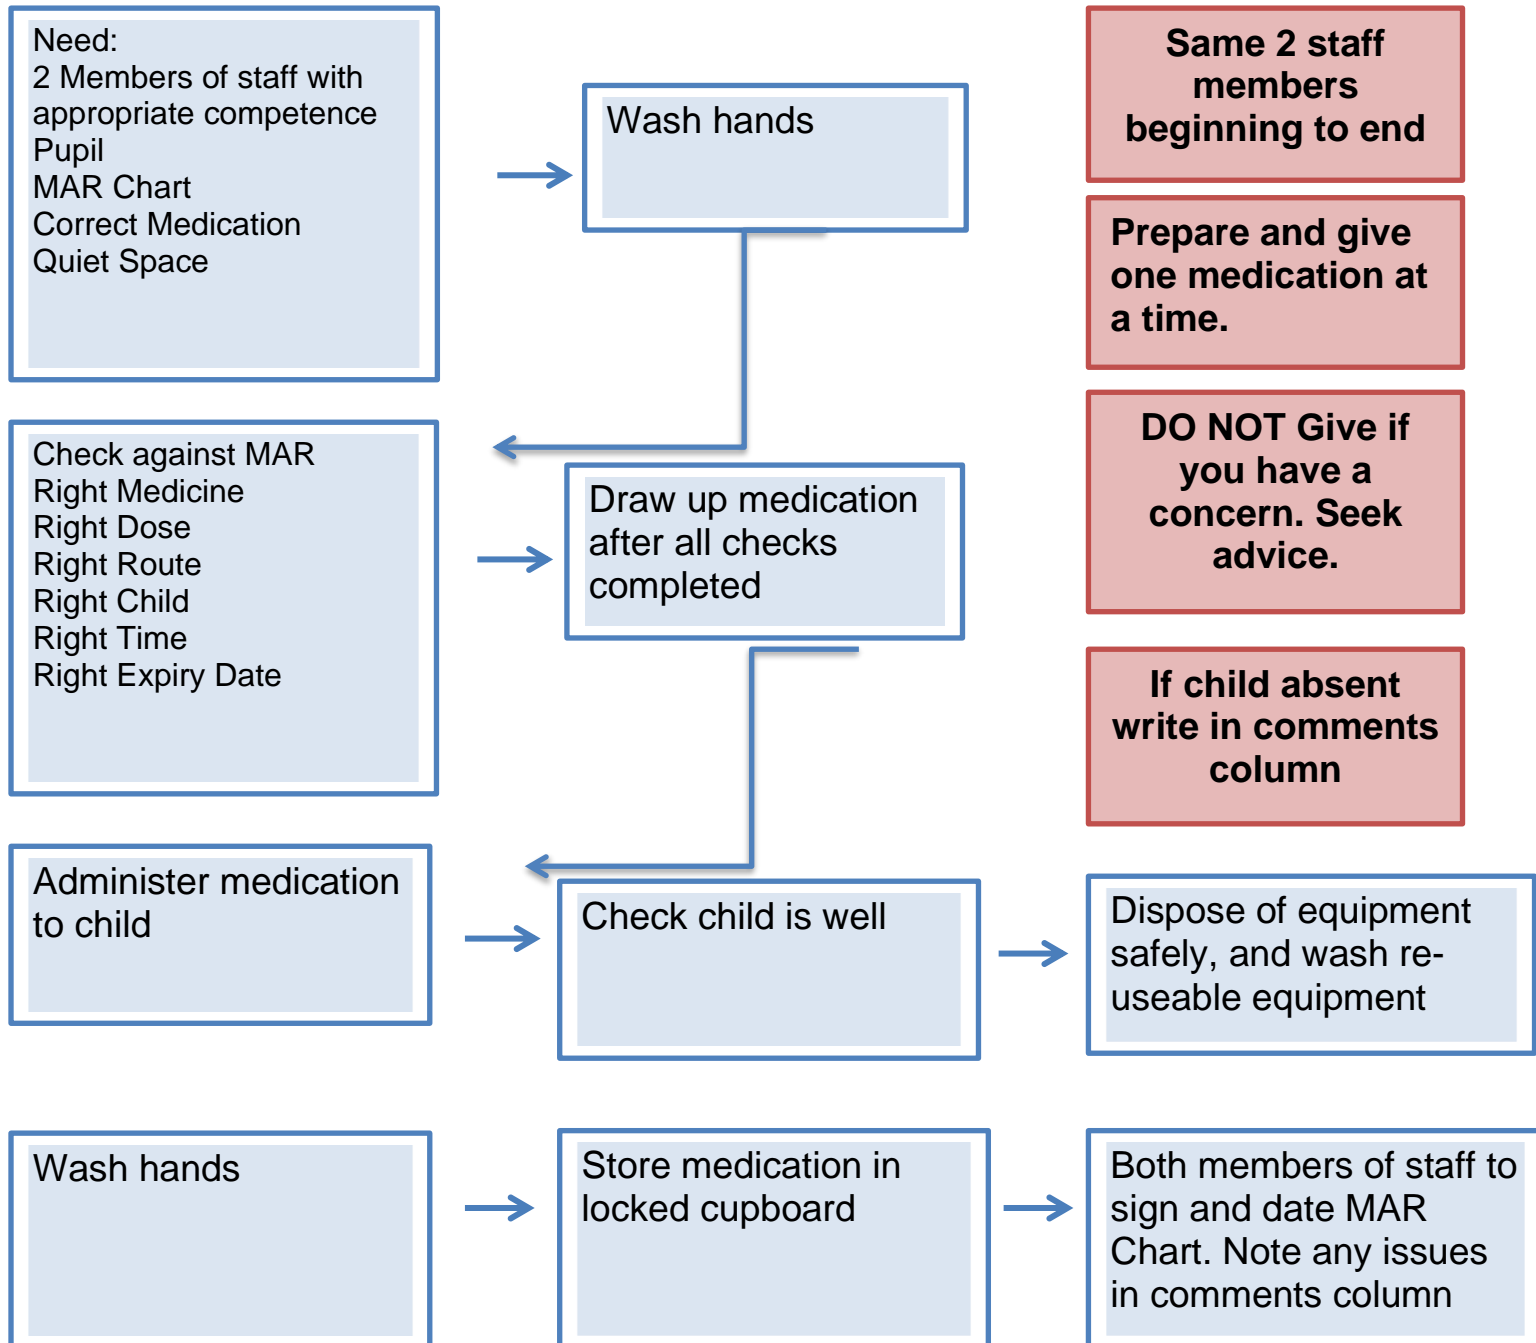 Need:
2 Members of staff with
appropriate competence
Pupil
MAR Chart
Correct Medication
Quiet Space
Wash hands
Same 2 staff
members
beginning to end
Prepare and give
one medication at
a time.
Check against MAR
Right Medicine
Right Dose
Right Route
Right Child
Right Time
Right Expiry Date
Draw up medication
after all checks
completed
DO NOT Give if
you have a
concern. Seek
advice.
If child absent
write in comments
column
Administer medication
to child
Check child is well
Dispose of equipment
safely, and wash re-
useable equipment
Wash hands
Store medication in
locked cupboard
Both members of staff to
sign and date MAR
Chart. Note any issues
in comments column